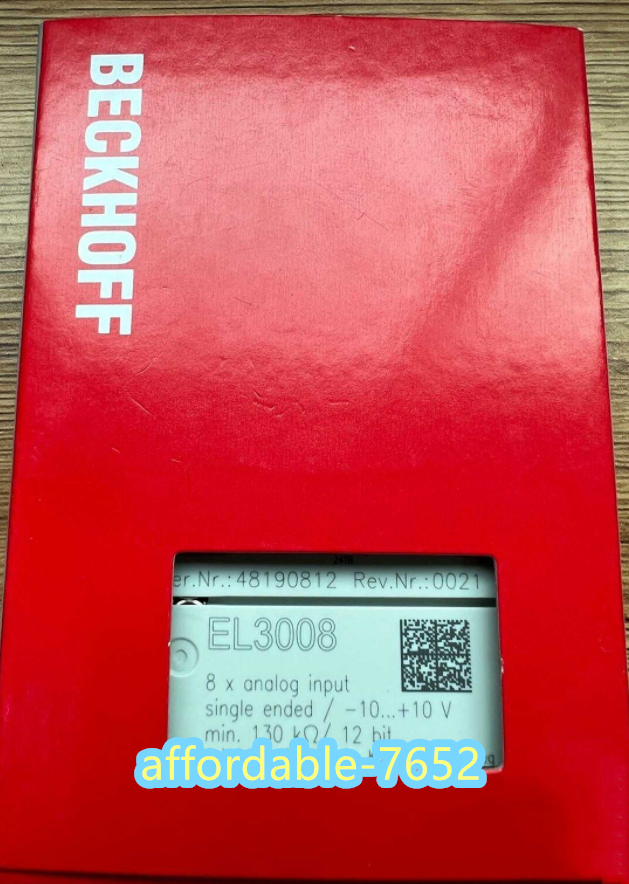 BECKHOFF
er.Nr.:48190812 Rev.Nr.:0021
EL3008
8 x analog input
single ended / -10...+10 V
min. 130 kΩ/ 12 bit
affordable-7652